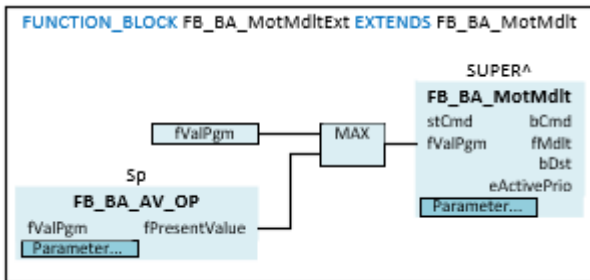 FUNCTION_BLOCK FB_BA_MotMdltExt EXTENDS FB_BA_MotMdlt
SUPER^
FB_BA_MotMdlt
stCmd bCmd
fValPgm fMdlt
bDst
eActivePrio
Parameter...
fValPgm
MAX
Sp
FB_BA_AV_OP
fValPgm fPresentValue
Parameter...